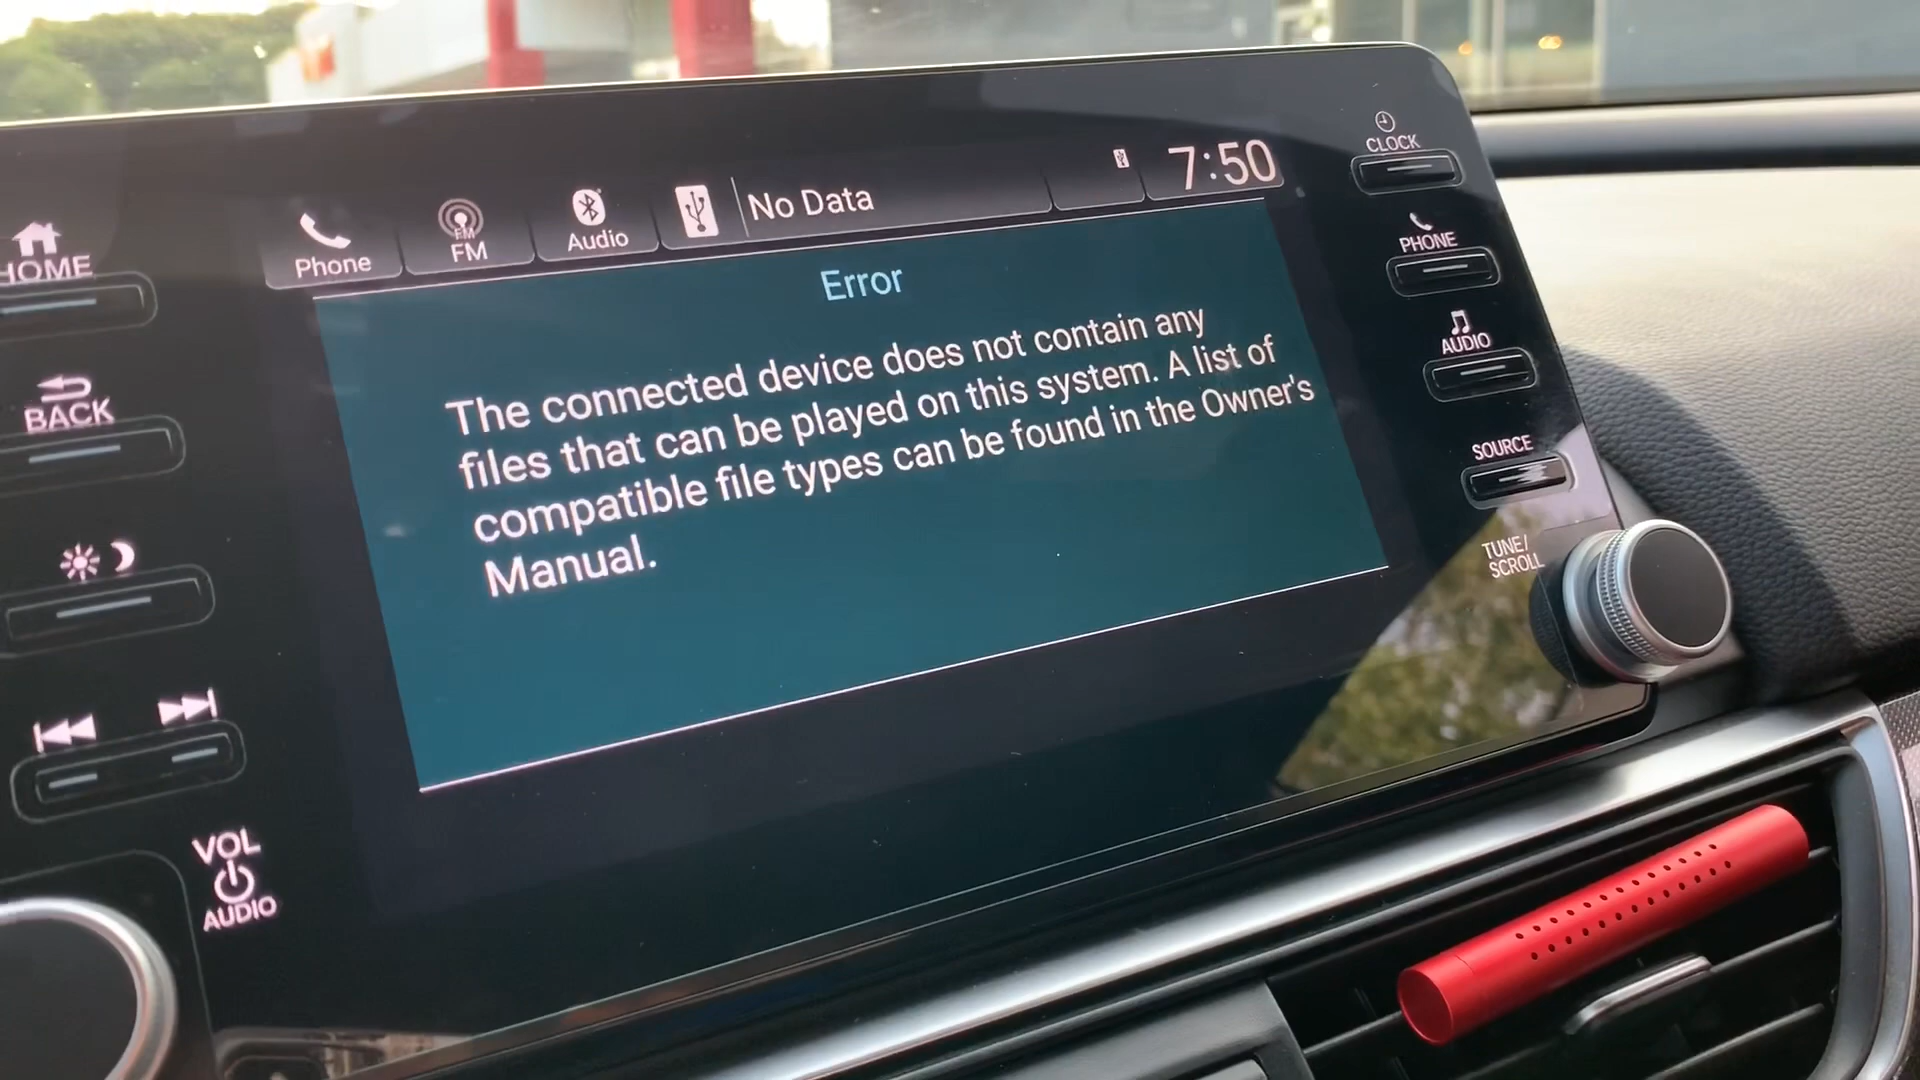 HOME
BACK
VOL
AUDIO
Phone
FM
FM
Audio
No Data
7:50
Error
The connected device does not contain any
files that can be played on this system. A list of
compatible file types can be found in the Owner's
Manual.
CLOCK
PHONE
AUDIO
SOURCE
TUNE/
SCROLL